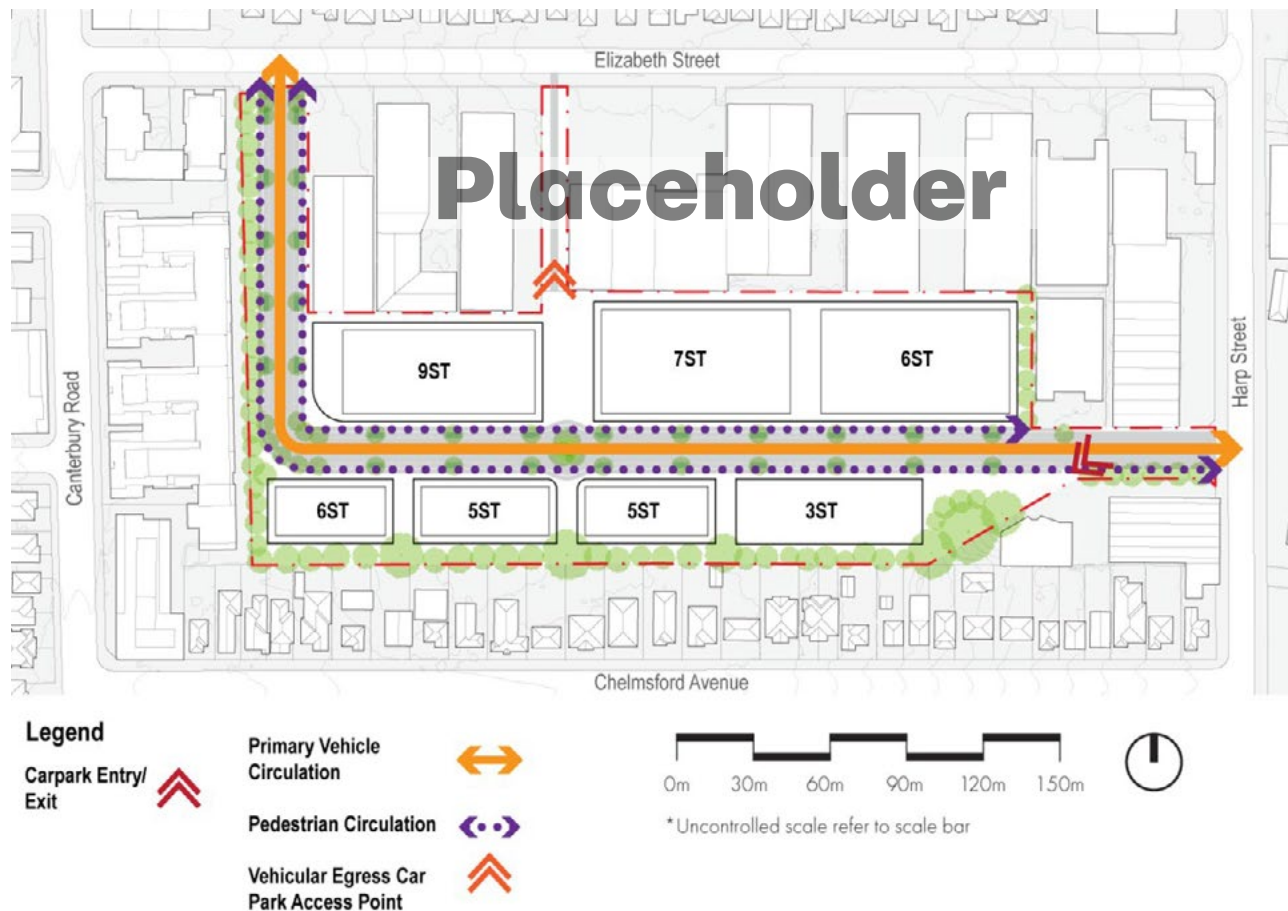 Elizabeth Street
Placeholder
Canterbury Road
Harp Street
9ST
7ST
6ST
6ST
5ST
5ST
3ST
Chelmsford Avenue
Legend
Carpark Entry/
Exit
Primary Vehicle
Circulation
Pedestrian Circulation
Vehicular Egress Car
Park Access Point
0m 30m 60m 90m 120m 150m
*Uncontrolled scale refer to scale bar